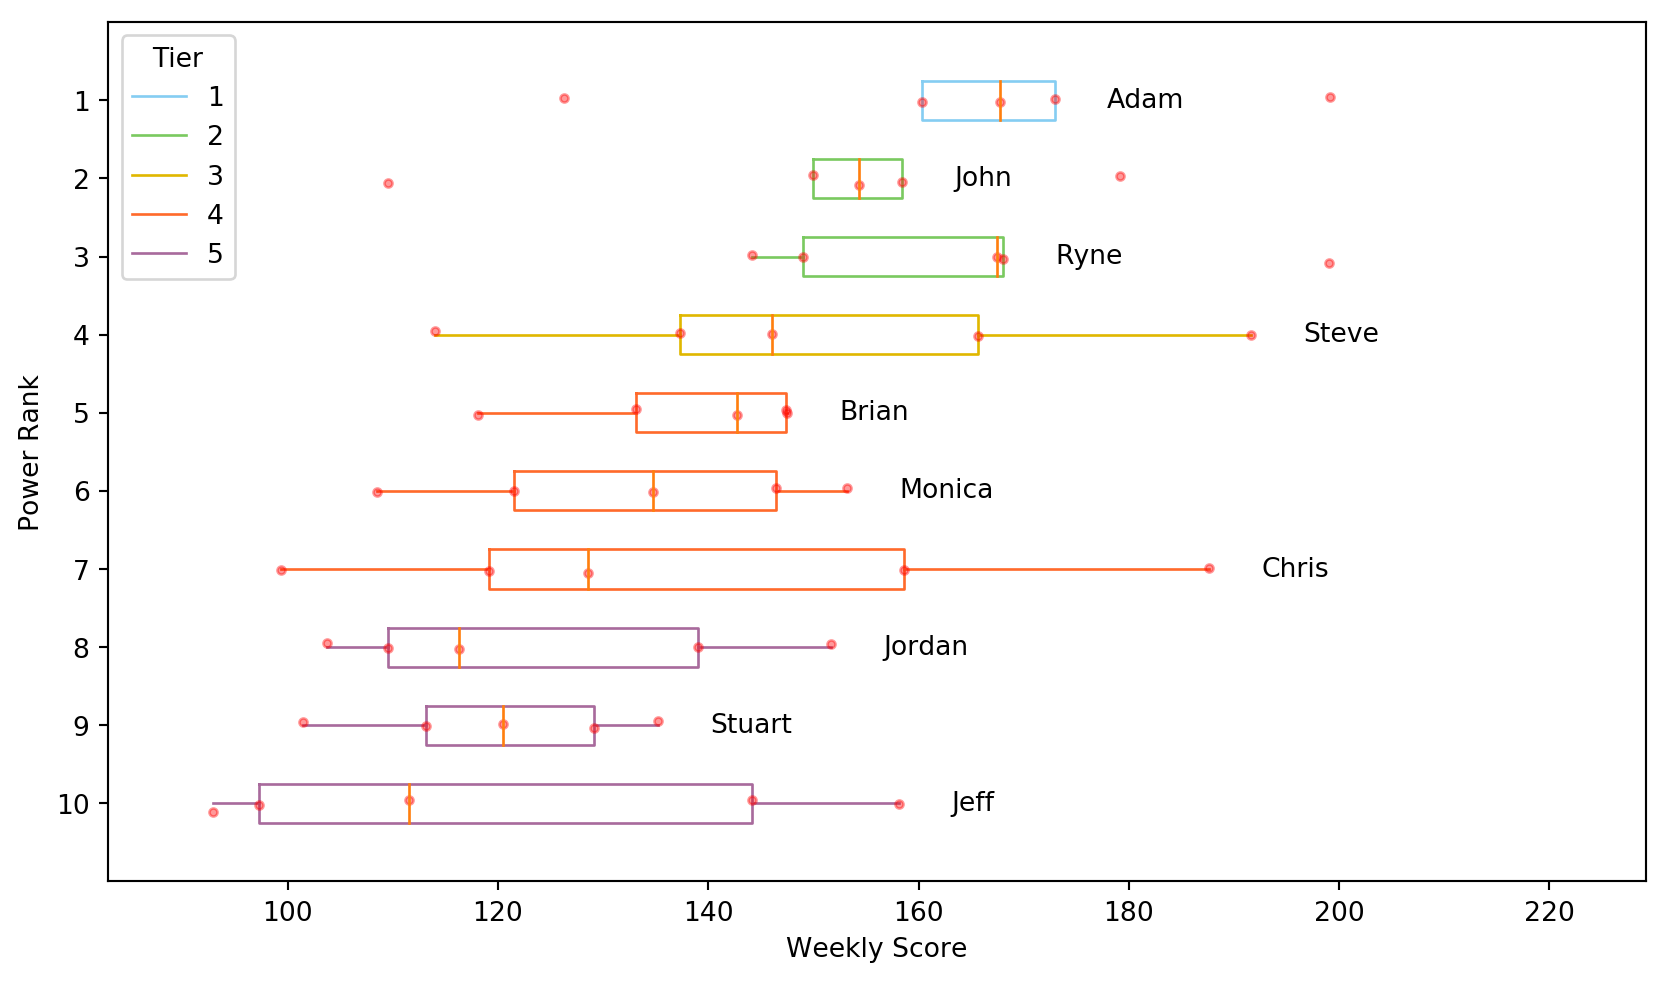 Tier
1
2
3
4
5
Power Rank
1
2
3
4
5
6
7
8
9
10
Adam
John
Ryne
Steve
Brian
Monica
Chris
Jordan
Stuart
Jeff
100 120 140 160 180 200 220
Weekly Score